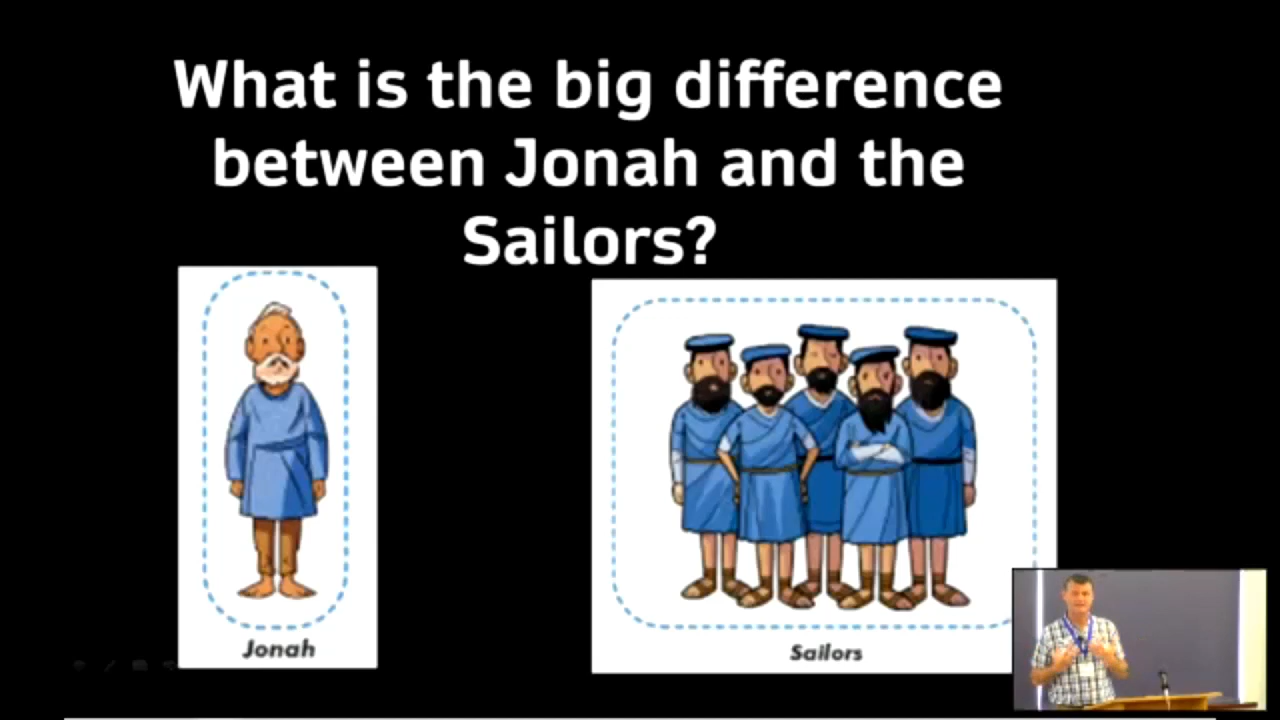 What is the big difference
between Jonah and the
Sailors?
Jonah
Sailors